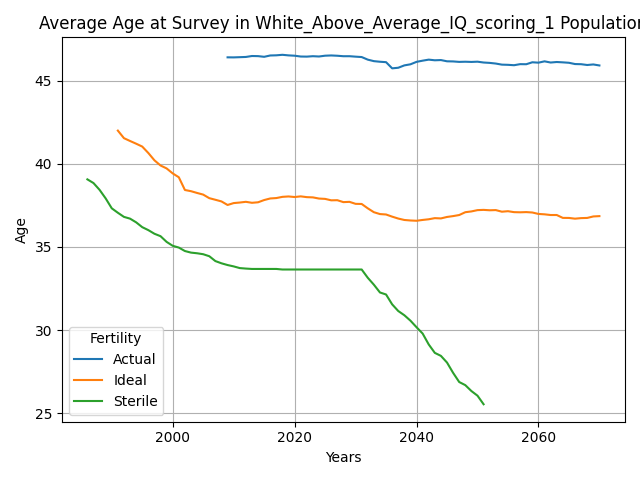 Average Age at Survey in White_Above_Average_IQ_scoring_1 Population
Age
45
40
35
30
25
Fertility
Actual
Ideal
Sterile
2000 2020 2040 2060
Years